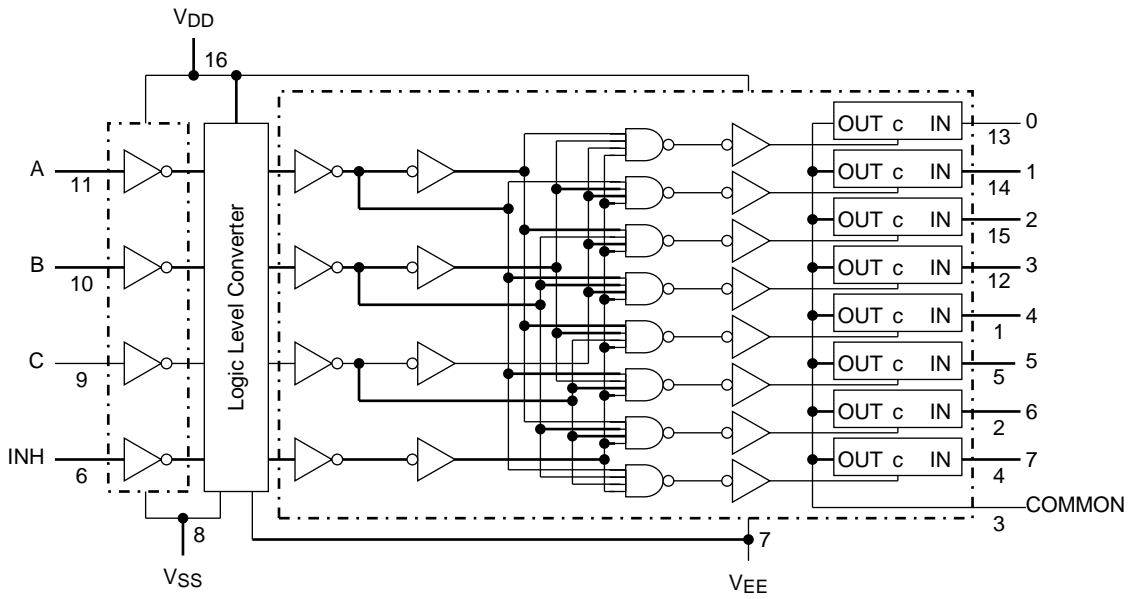 VDD
16
OUT c IN
13
0
A
11
OUT c IN
14
1
OUT c IN
15
2
B
10
OUT c IN
12
3
Logic Level Converter
OUT c IN
1
4
C
9
OUT c IN
5
5
OUT c IN
2
6
INH
6
OUT c IN
4
7
3
COMMON
8
VSS
7
VEE